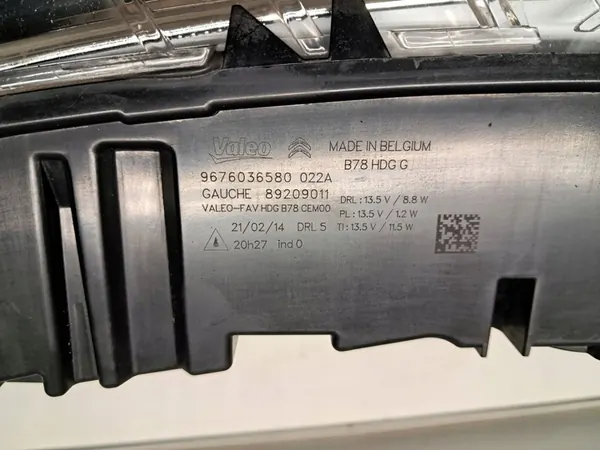 Valeo MADE IN BELGIUM
B78 HDG G
9676036580 022A
GAUCHE 89209011
DRL : 13.5 V / 8.8 W
VALEO-FAV HDG B78 CEM00
PL : 13.5 V / 1.2 W
21/02/14 DRL 5
TI : 13.5 V / 11.5 W
20h27 ind 0